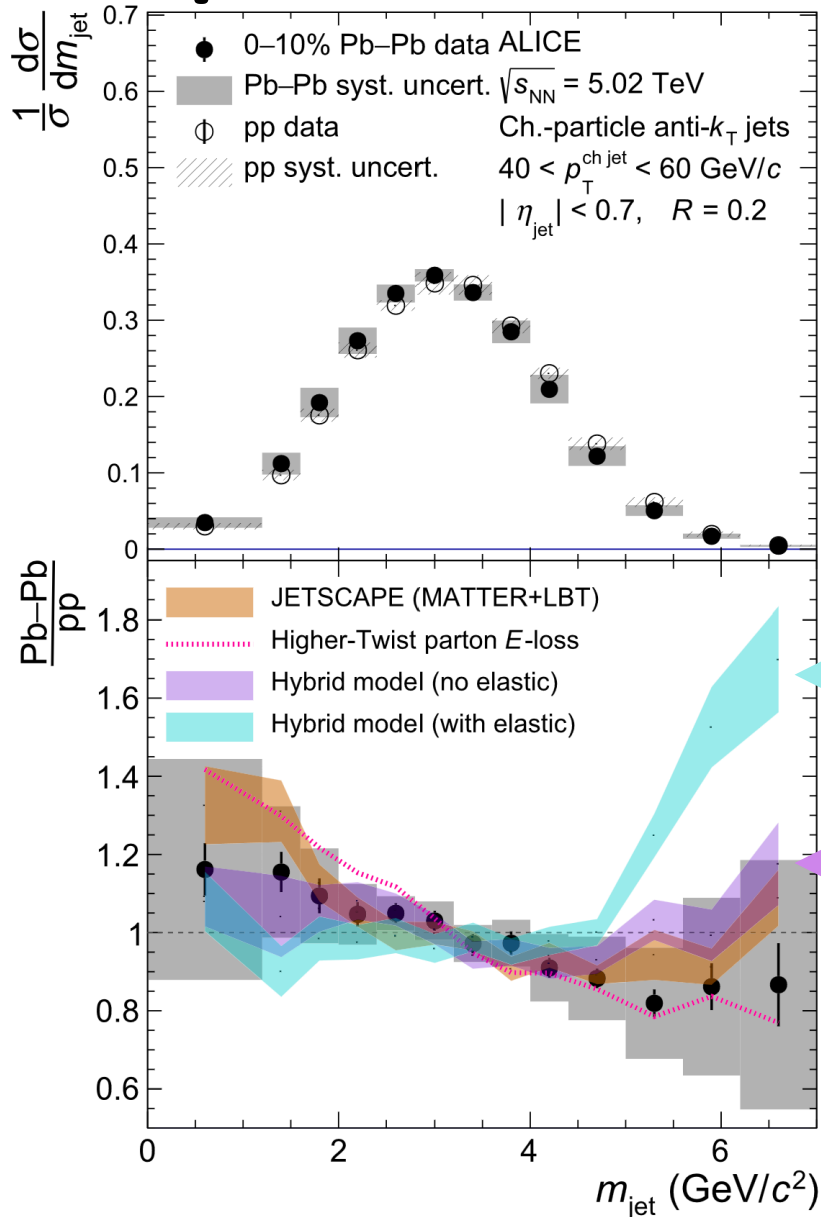 1/σ dσ/dm_jet
0–10% Pb–Pb data ALICE
Pb–Pb syst. uncert. √s_NN = 5.02 TeV
pp data Ch.-particle anti-k_T jets
pp syst. uncert. 40 < p_T^ch jet < 60 GeV/c
| η_jet | < 0.7, R = 0.2
0.7
0.6
0.5
0.4
0.3
0.2
0.1
0
Pb–Pb/pp
JETSCAPE (MATTER+LBT)
Higher-Twist parton E-loss
Hybrid model (no elastic)
Hybrid model (with elastic)
1.8
1.6
1.4
1.2
1
0.8
0.6
0 2 4 6
m_jet (GeV/c²)